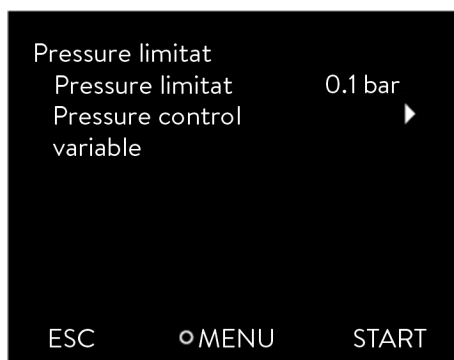 Pressure limitat
Pressure limitat 0.1 bar
Pressure control
variable
ESC MENU START